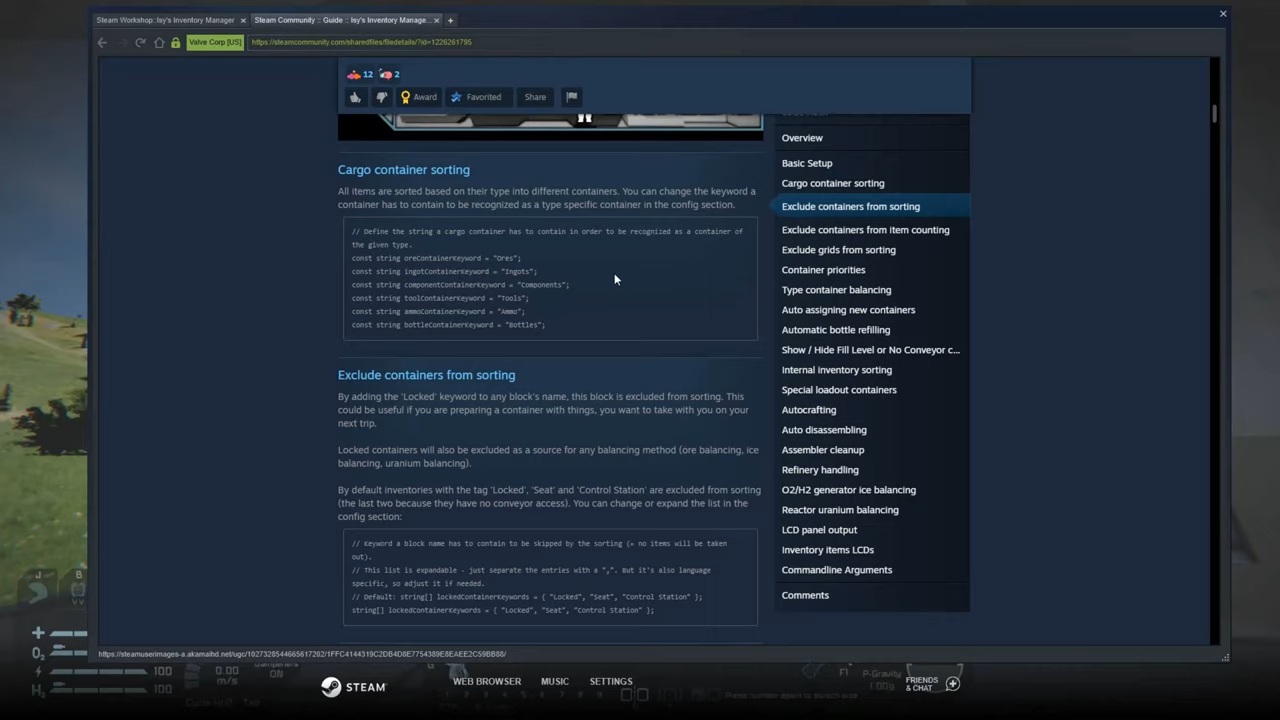 Steam Workshop::Isy's Inventory Manager
Steam Community :: Guide :: Isy's Inventory Manage...
Valve Corp [US]
https://steamcommunity.com/sharedfiles/filedetails/?id=1226261795
12
2
Award
Favorited
Share
Overview
Basic Setup
Cargo container sorting
Exclude containers from sorting
Exclude containers from item counting
Exclude grids from sorting
Container priorities
Type container balancing
Auto assigning new containers
Automatic bottle refilling
Show / Hide Fill Level or No Conveyor c...
Internal inventory sorting
Special loadout containers
Autocrafting
Auto disassembling
Assembler cleanup
Refinery handling
O2/H2 generator ice balancing
Reactor uranium balancing
LCD panel output
Inventory items LCDs
Commandline Arguments
Comments
Cargo container sorting
All items are sorted based on their type into different containers. You can change the keyword a
container has to contain to be recognized as a type specific container in the config section.
// Define the string a cargo container has to contain in order to be recognized as a container of
the given type.
const string oreContainerKeyword = "Ores";
const string ingotContainerKeyword = "Ingots";
const string componentContainerKeyword = "Components";
const string toolContainerKeyword = "Tools";
const string ammoContainerKeyword = "Ammo";
const string bottleContainerKeyword = "Bottles";
Exclude containers from sorting
By adding the 'Locked' keyword to any block's name, this block is excluded from sorting. This
could be useful if you are preparing a container with things, you want to take with you on your
next trip.
Locked containers will also be excluded as a source for any balancing method (ore balancing, ice
balancing, uranium balancing).
By default inventories with the tag 'Locked', 'Seat' and 'Control Station' are excluded from sorting
(the last two because they have no conveyor access). You can change or expand the list in the
config section:
// Keyword a block name has to contain to be skipped by the sorting (= no items will be taken
out).
// This list is expandable - just separate the entries with a ",". But it's also language
specific, so adjust it if needed.
// Default: string[] lockedContainerKeywords = { "Locked", "Seat", "Control Station" };
string[] lockedContainerKeywords = { "Locked", "Seat", "Control Station" };
J
B
O2
H2
100
100
0.00
m/s
ON
F1
P-Gravity
1.00g
STEAM
WEB BROWSER
MUSIC
SETTINGS
FRIENDS
& CHAT